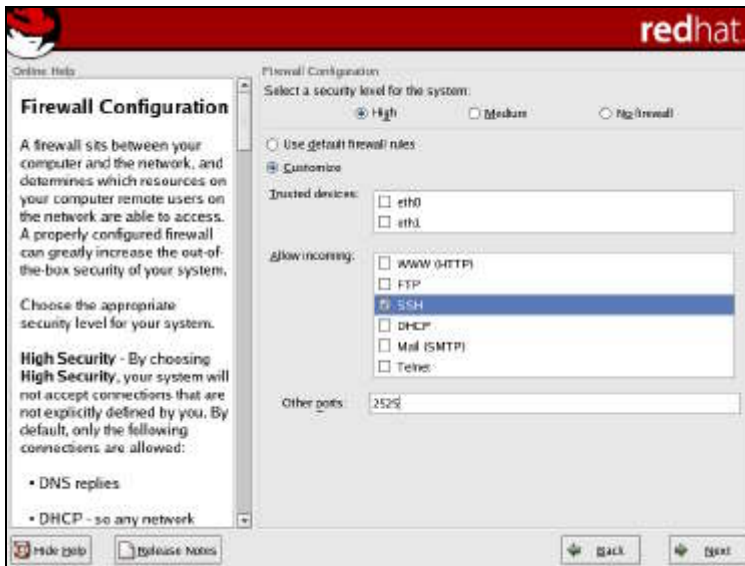 redhat.
Online Help
Firewall Configuration
A firewall sits between your
computer and the network, and
determines which resources on
your computer remote users on
the network are able to access.
A properly configured firewall
can greatly increase the out-of-
the-box security of your system.
Choose the appropriate
security level for your system.
High Security - By choosing
High Security, your system will
not accept connections that are
not explicitly defined by you. By
default, only the following
connections are allowed:
• DNS replies
• DHCP - so any network
Firewall Configuration
Select a security level for the system:
High Medium No firewall
Use default firewall rules
Customize
Trusted devices:
eth0
eth1
Allow incoming:
WWW (HTTP)
FTP
SSH
DHCP
Mail (SMTP)
Telnet
Other ports: 2525
Hide Help Release Notes Back Next